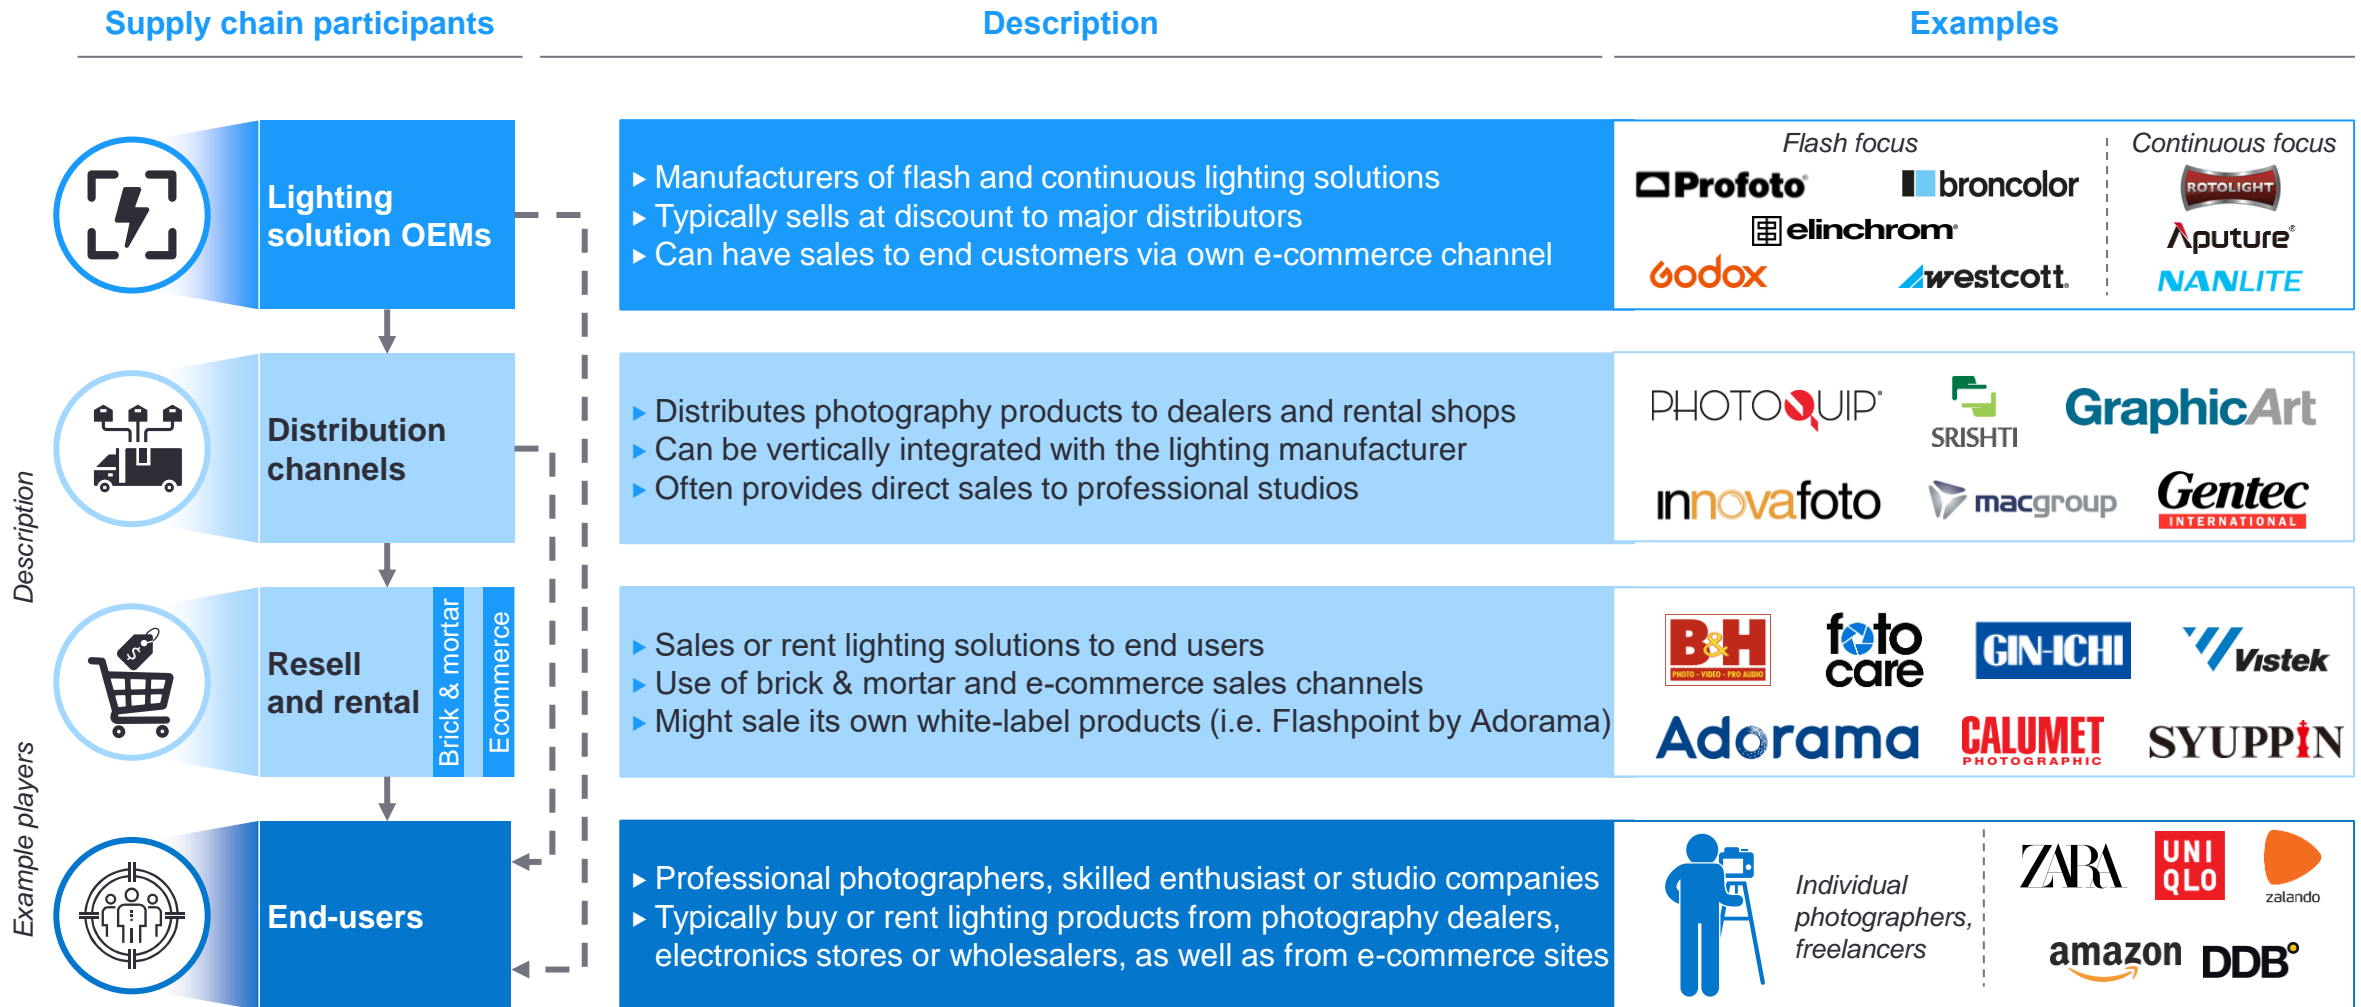 Supply chain participants
Description
Examples
Lighting
solution OEMs
Manufacturers of flash and continuous lighting solutions
Typically sells at discount to major distributors
Can have sales to end customers via own e-commerce channel
Flash focus
Continuous focus
Profoto
broncolor
elinchrom
Godox
westcott
ROTOLIGHT
Aputure
NANLITE
Description
Distribution
channels
Distributes photography products to dealers and rental shops
Can be vertically integrated with the lighting manufacturer
Often provides direct sales to professional studios
PHOTOQUIP
SRISHTI
GraphicArt
innovafoto
macgroup
Gentec
INTERNATIONAL
Resell
and rental
Brick & mortar
Ecommerce
Sales or rent lighting solutions to end users
Use of brick & mortar and e-commerce sales channels
Might sale its own white-label products (i.e. Flashpoint by Adorama)
B&H
PHOTO - VIDEO - PRO AUDIO
foto
care
GIN-ICHI
Vistek
Adorama
CALUMET
PHOTOGRAPHIC
SYUPPIN
Example players
End-users
Professional photographers, skilled enthusiast or studio companies
Typically buy or rent lighting products from photography dealers,
electronics stores or wholesalers, as well as from e-commerce sites
Individual
photographers,
freelancers
ZARA
UNI
QLO
zalando
amazon
DDB